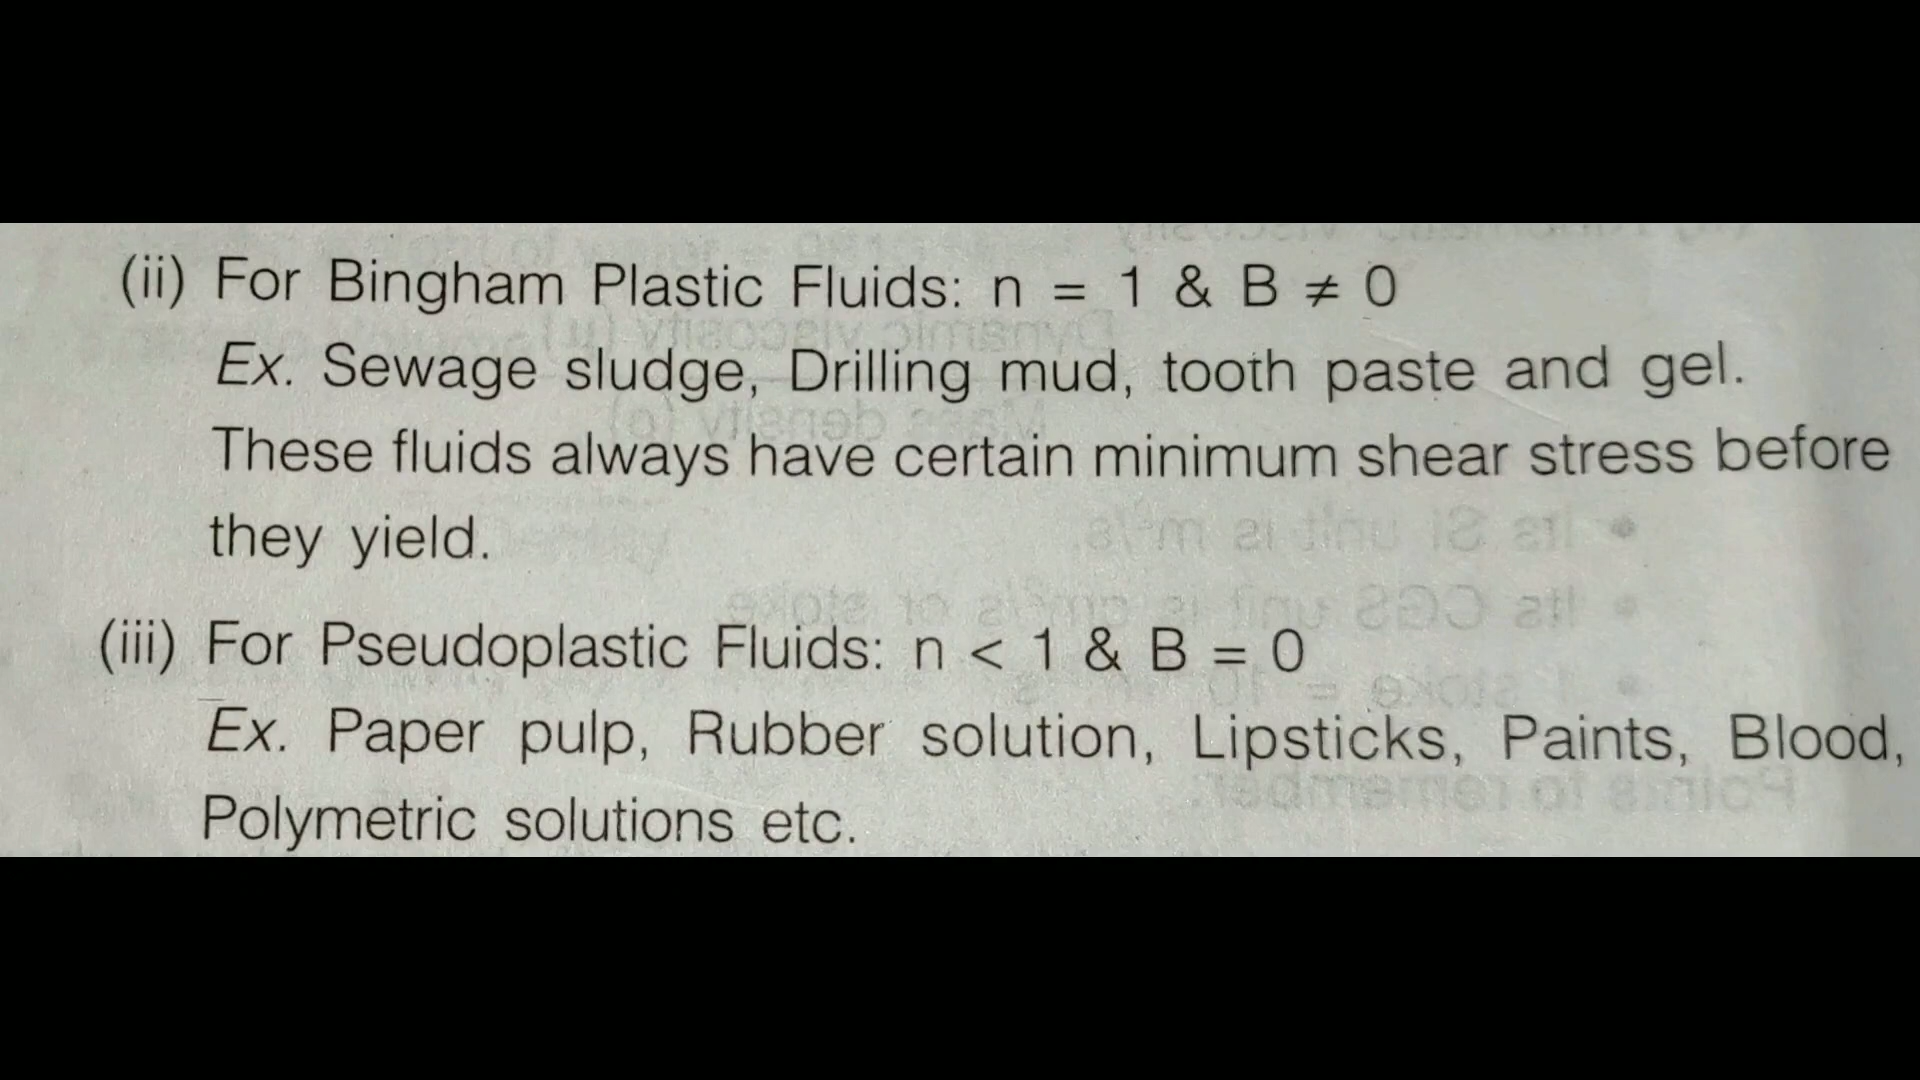 (ii) For Bingham Plastic Fluids: n = 1 & B ≠ 0
Ex. Sewage sludge, Drilling mud, tooth paste and gel.
These fluids always have certain minimum shear stress before
they yield.
(iii) For Pseudoplastic Fluids: n < 1 & B = 0
Ex. Paper pulp, Rubber solution, Lipsticks, Paints, Blood,
Polymetric solutions etc.